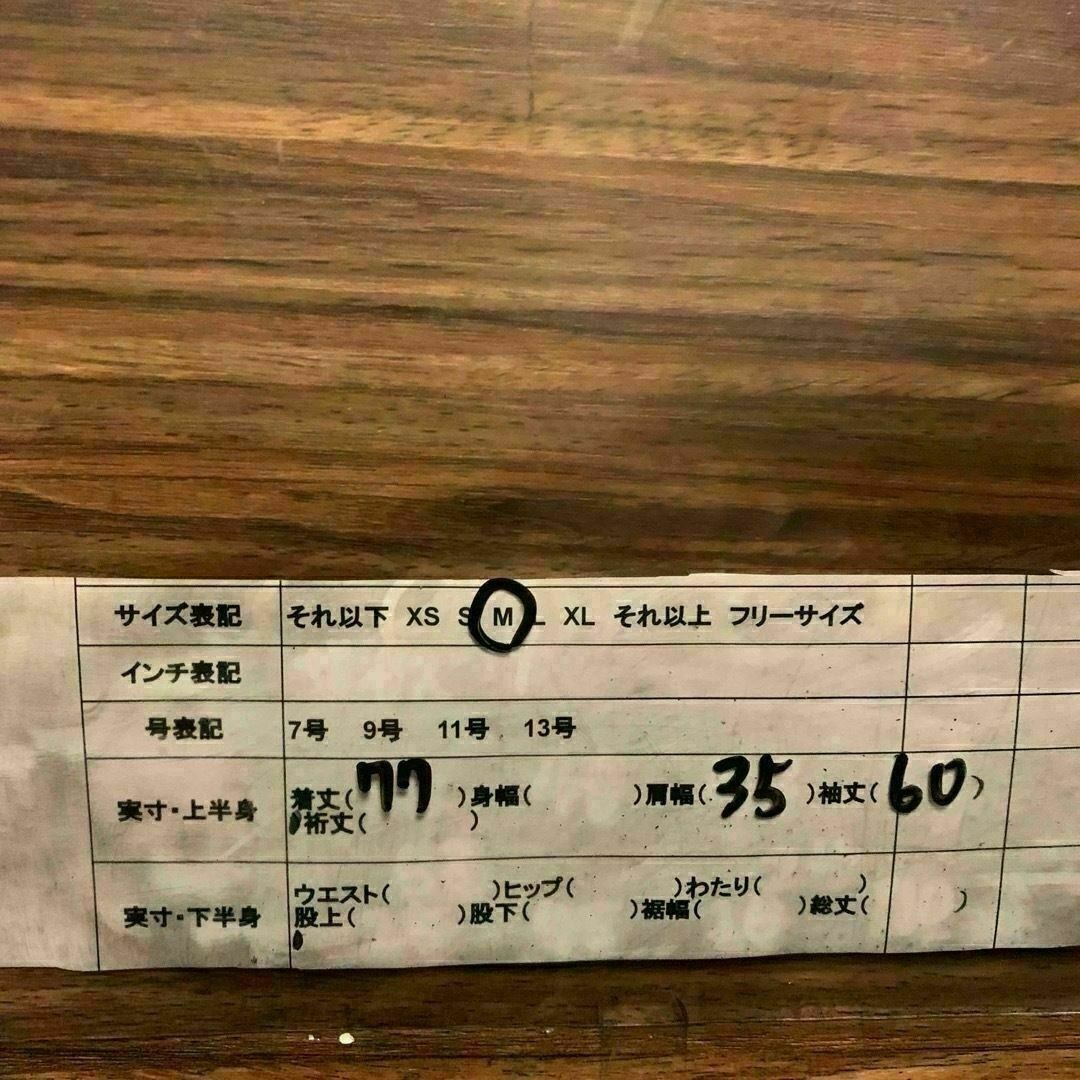 サイズ表記 それ以下 XS S M L XL それ以上 フリーサイズ
インチ表記
号表記 7号 9号 11号 13号
実寸・上半身 着丈(77)身幅( )肩幅(35)袖丈(60)
裄丈( )
実寸・下半身 ウエスト( )ヒップ( )わたり( )
股上( )股下( )裾幅( )総丈( )